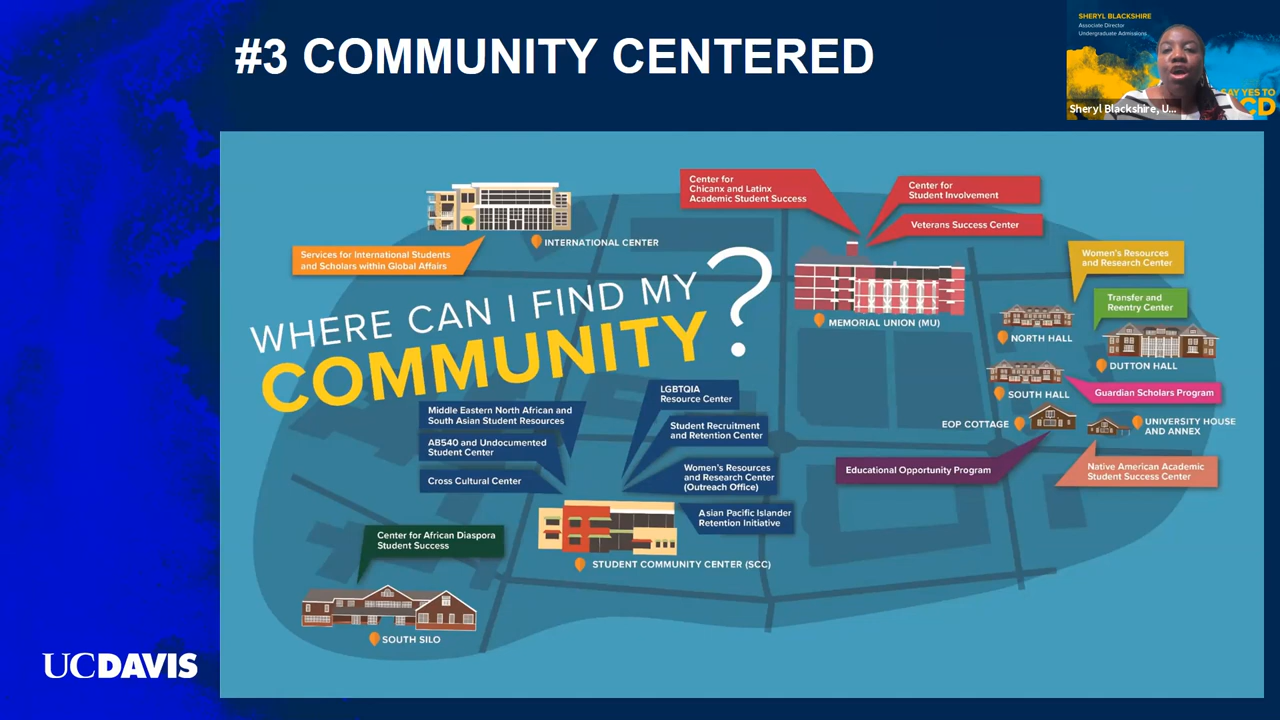 #3 COMMUNITY CENTERED
SHERYL BLACKSHIRE
Associate Director
Undergraduate Admissions
SAY YES TO
CD
Sheryl Blackshire, U...
Center for
Chicanx and Latinx
Academic Student Success
Center for
Student Involvement
Veterans Success Center
INTERNATIONAL CENTER
Services for International Students
and Scholars within Global Affairs
Women's Resources
and Research Center
Transfer and
Reentry Center
WHERE CAN I FIND MY
COMMUNITY?
MEMORIAL UNION (MU)
NORTH HALL
DUTTON HALL
SOUTH HALL
Guardian Scholars Program
EOP COTTAGE
UNIVERSITY HOUSE
AND ANNEX
Educational Opportunity Program
Native American Academic
Student Success Center
Middle Eastern North African and
South Asian Student Resources
AB540 and Undocumented
Student Center
Cross Cultural Center
LGBTQIA
Resource Center
Student Recruitment
and Retention Center
Women's Resources
and Research Center
(Outreach Office)
Asian Pacific Islander
Retention Initiative
Center for African Diaspora
Student Success
STUDENT COMMUNITY CENTER (SCC)
SOUTH SILO
UCDAVIS